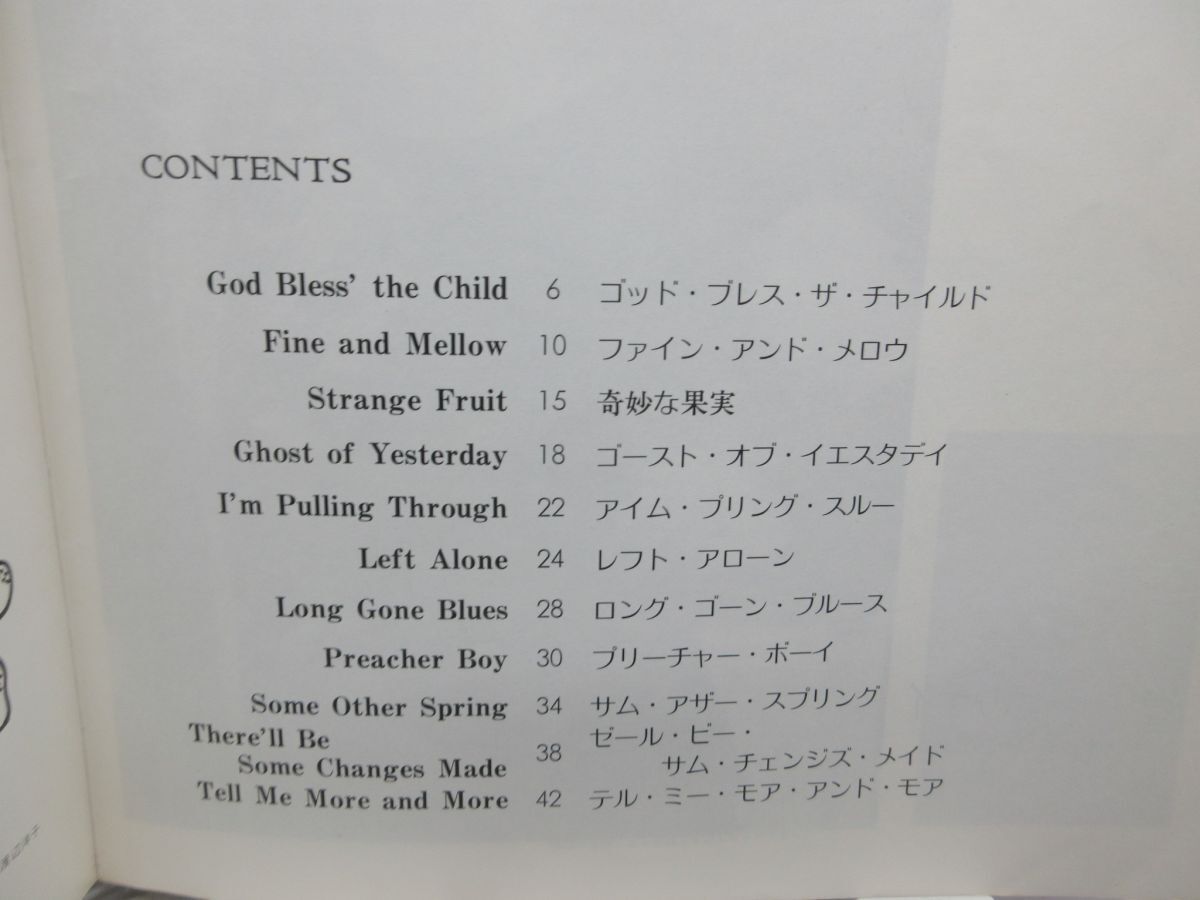 CONTENTS
God Bless' the Child 6 ゴッド・ブレス・ザ・チャイルド
Fine and Mellow 10 ファイン・アンド・メロウ
Strange Fruit 15 奇妙な果実
Ghost of Yesterday 18 ゴースト・オブ・イエスタデイ
I'm Pulling Through 22 アイム・プリング・スルー
Left Alone 24 レフト・アローン
Long Gone Blues 28 ロング・ゴーン・ブルース
Preacher Boy 30 プリーチャー・ボーイ
Some Other Spring 34 サム・アザー・スプリング
There'll Be
Some Changes Made 38 ゼール・ビー・
サム・チェンジズ・メイド
Tell Me More and More 42 テル・ミー・モア・アンド・モア
渡辺洋子